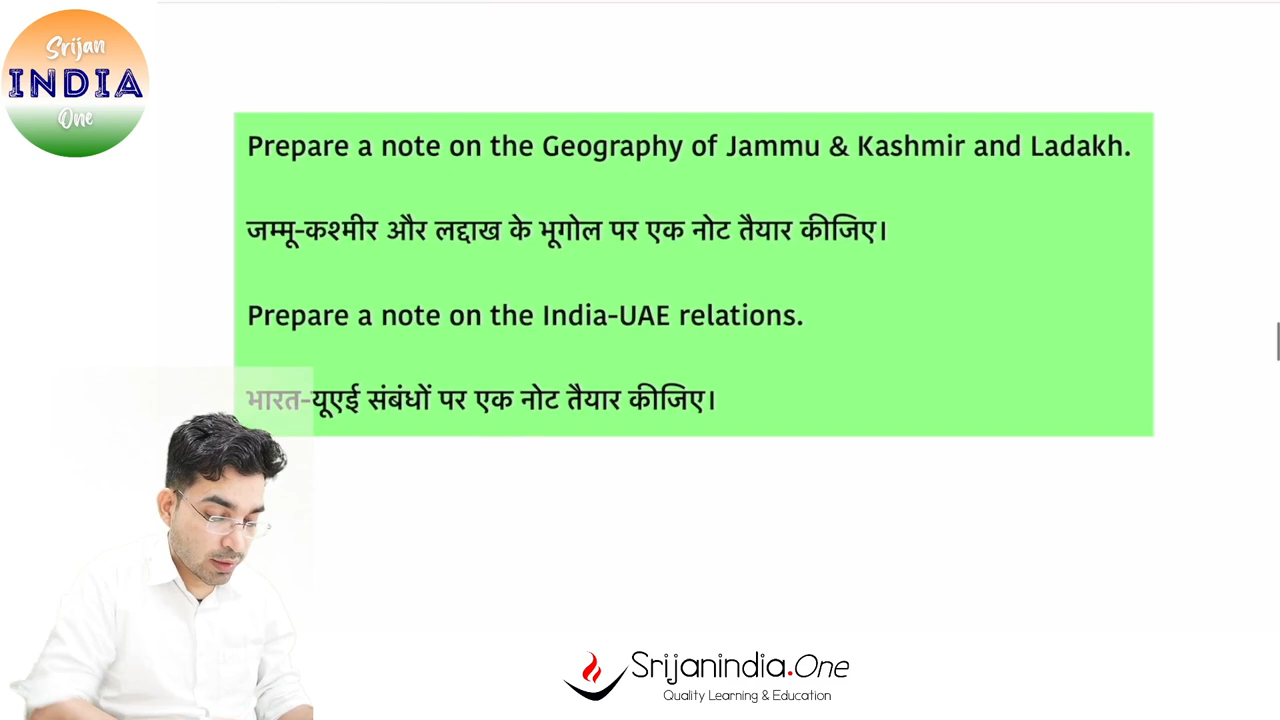 Srijan
INDIA
One
Prepare a note on the Geography of Jammu & Kashmir and Ladakh.
जम्मू-कश्मीर और लद्दाख के भूगोल पर एक नोट तैयार कीजिए।
Prepare a note on the India-UAE relations.
भारत-यूएई संबंधों पर एक नोट तैयार कीजिए।
Srijanindia.One
Quality Learning & Education